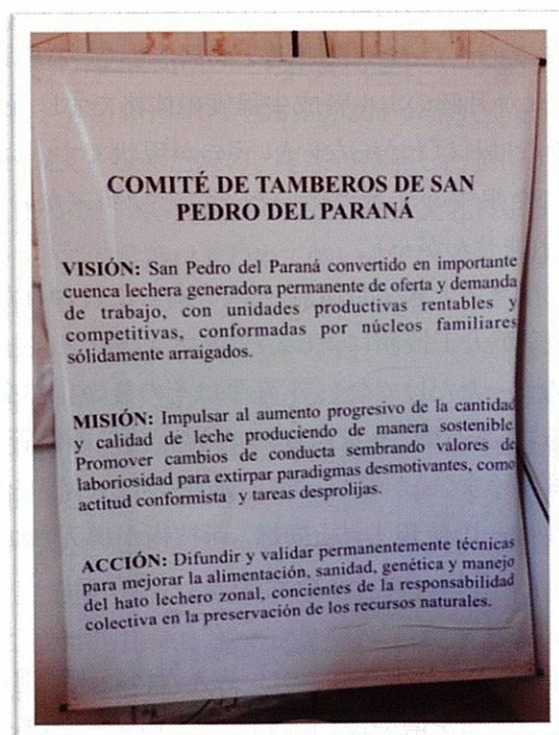 COMITÉ DE TAMBEROS DE SAN
PEDRO DEL PARANÁ
VISIÓN: San Pedro del Paraná convertido en importante
cuenca lechera generadora permanente de oferta y demanda
de trabajo, con unidades productivas rentables y
competitivas, conformadas por núcleos familiares
sólidamente arraigados.
MISIÓN: Impulsar al aumento progresivo de la cantidad
y calidad de leche produciendo de manera sostenible
Promover cambios de conducta sembrando valores de
laboriosidad para extirpar paradigmas desmotivantes, como
actitud conformista y tareas desprolijas.
ACCIÓN: Difundir y validar permanentemente técnicas
para mejorar la alimentación, sanidad, genética y manejo
del hato lechero zonal, concientes de la responsabilidad
colectiva en la preservación de los recursos naturales.